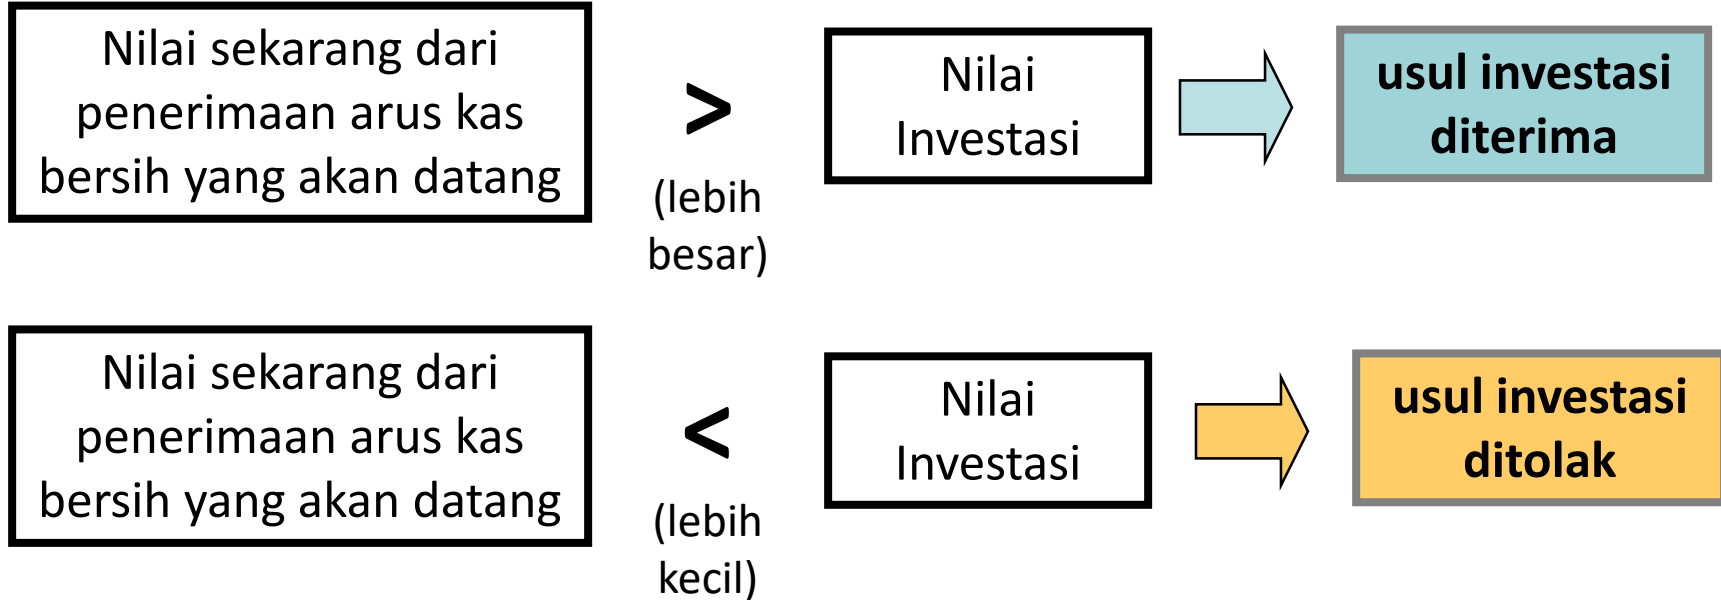 Nilai sekarang dari
penerimaan arus kas
bersih yang akan datang
>
(lebih
besar)
Nilai
Investasi
usul investasi
diterima
Nilai sekarang dari
penerimaan arus kas
bersih yang akan datang
<
(lebih
kecil)
Nilai
Investasi
usul investasi
ditolak